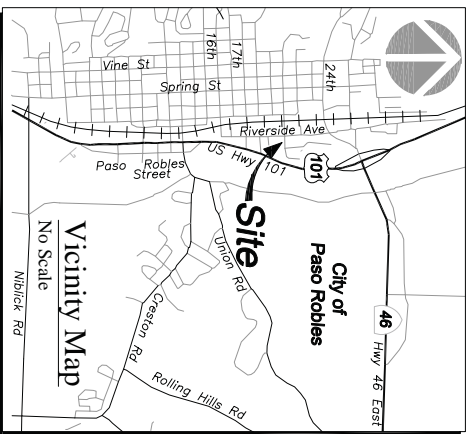 16th
17th
24th
Vine St
Spring St
Riverside Ave
US Hwy 101
101
Paso Robles
Street
Site
Union Rd
City of
Paso Robles
46
Hwy 46 East
Vicinity Map
No Scale
Creston Rd
Rolling Hills Rd
Niblick Rd